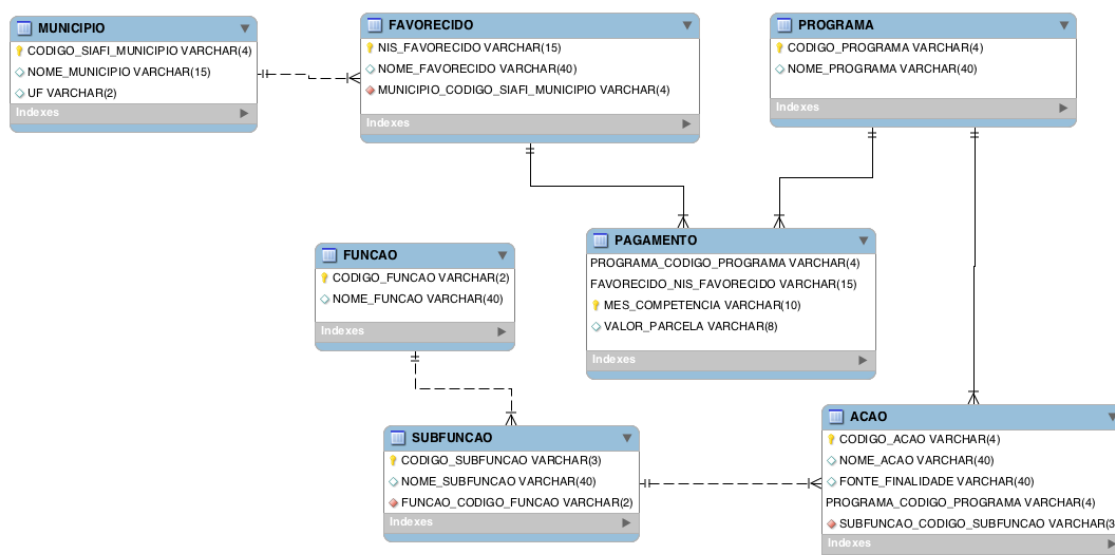 MUNICIPIO
CODIGO_SIAFI_MUNICIPIO VARCHAR(4)
NOME_MUNICIPIO VARCHAR(15)
UF VARCHAR(2)
Indexes
FAVORECIDO
NIS_FAVORECIDO VARCHAR(15)
NOME_FAVORECIDO VARCHAR(40)
MUNICIPIO_CODIGO_SIAFI_MUNICIPIO VARCHAR(4)
Indexes
PROGRAMA
CODIGO_PROGRAMA VARCHAR(4)
NOME_PROGRAMA VARCHAR(40)
Indexes
FUNCAO
CODIGO_FUNCAO VARCHAR(2)
NOME_FUNCAO VARCHAR(40)
Indexes
PAGAMENTO
PROGRAMA_CODIGO_PROGRAMA VARCHAR(4)
FAVORECIDO_NIS_FAVORECIDO VARCHAR(15)
MES_COMPETENCIA VARCHAR(10)
VALOR_PARCELA VARCHAR(8)
Indexes
SUBFUNCAO
CODIGO_SUBFUNCAO VARCHAR(3)
NOME_SUBFUNCAO VARCHAR(40)
FUNCAO_CODIGO_FUNCAO VARCHAR(2)
Indexes
ACAO
CODIGO_ACAO VARCHAR(4)
NOME_ACAO VARCHAR(40)
FONTE_FINALIDADE VARCHAR(40)
PROGRAMA_CODIGO_PROGRAMA VARCHAR(4)
SUBFUNCAO_CODIGO_SUBFUNCAO VARCHAR(3
Indexes